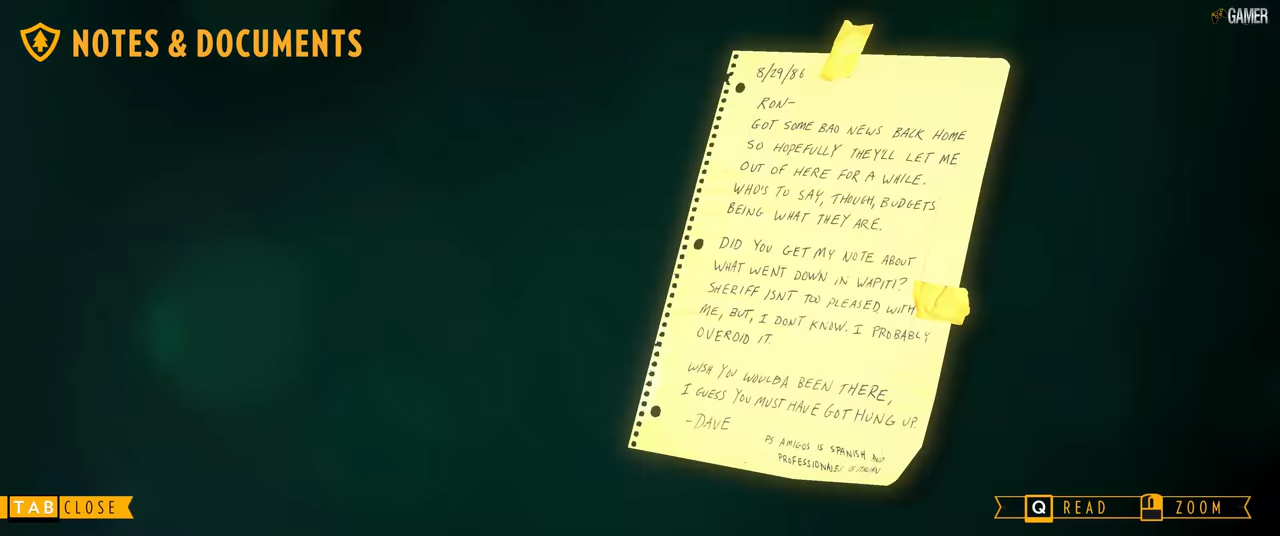 NOTES & DOCUMENTS
GAMER
8/29/86
RON-
GOT SOME BAD NEWS BACK HOME
SO HOPEFULLY THEY'LL LET ME
OUT OF HERE FOR A WHILE.
WHO'S TO SAY, THOUGH, BUDGETS
BEING WHAT THEY ARE.
DID YOU GET MY NOTE ABOUT
WHAT WENT DOWN IN WAPITI?
SHERIFF ISNT TOO PLEASED WITH
ME, BUT, I DONT KNOW. I PROBABLY
OVERDID IT.
WISH YOU WOULDA BEEN THERE,
I GUESS YOU MUST HAVE GOT HUNG UP.
-DAVE
PS AMIGOS IS SPANISH AND
PROFESSIONALES IS ITALIAN
TAB CLOSE
Q READ
ZOOM